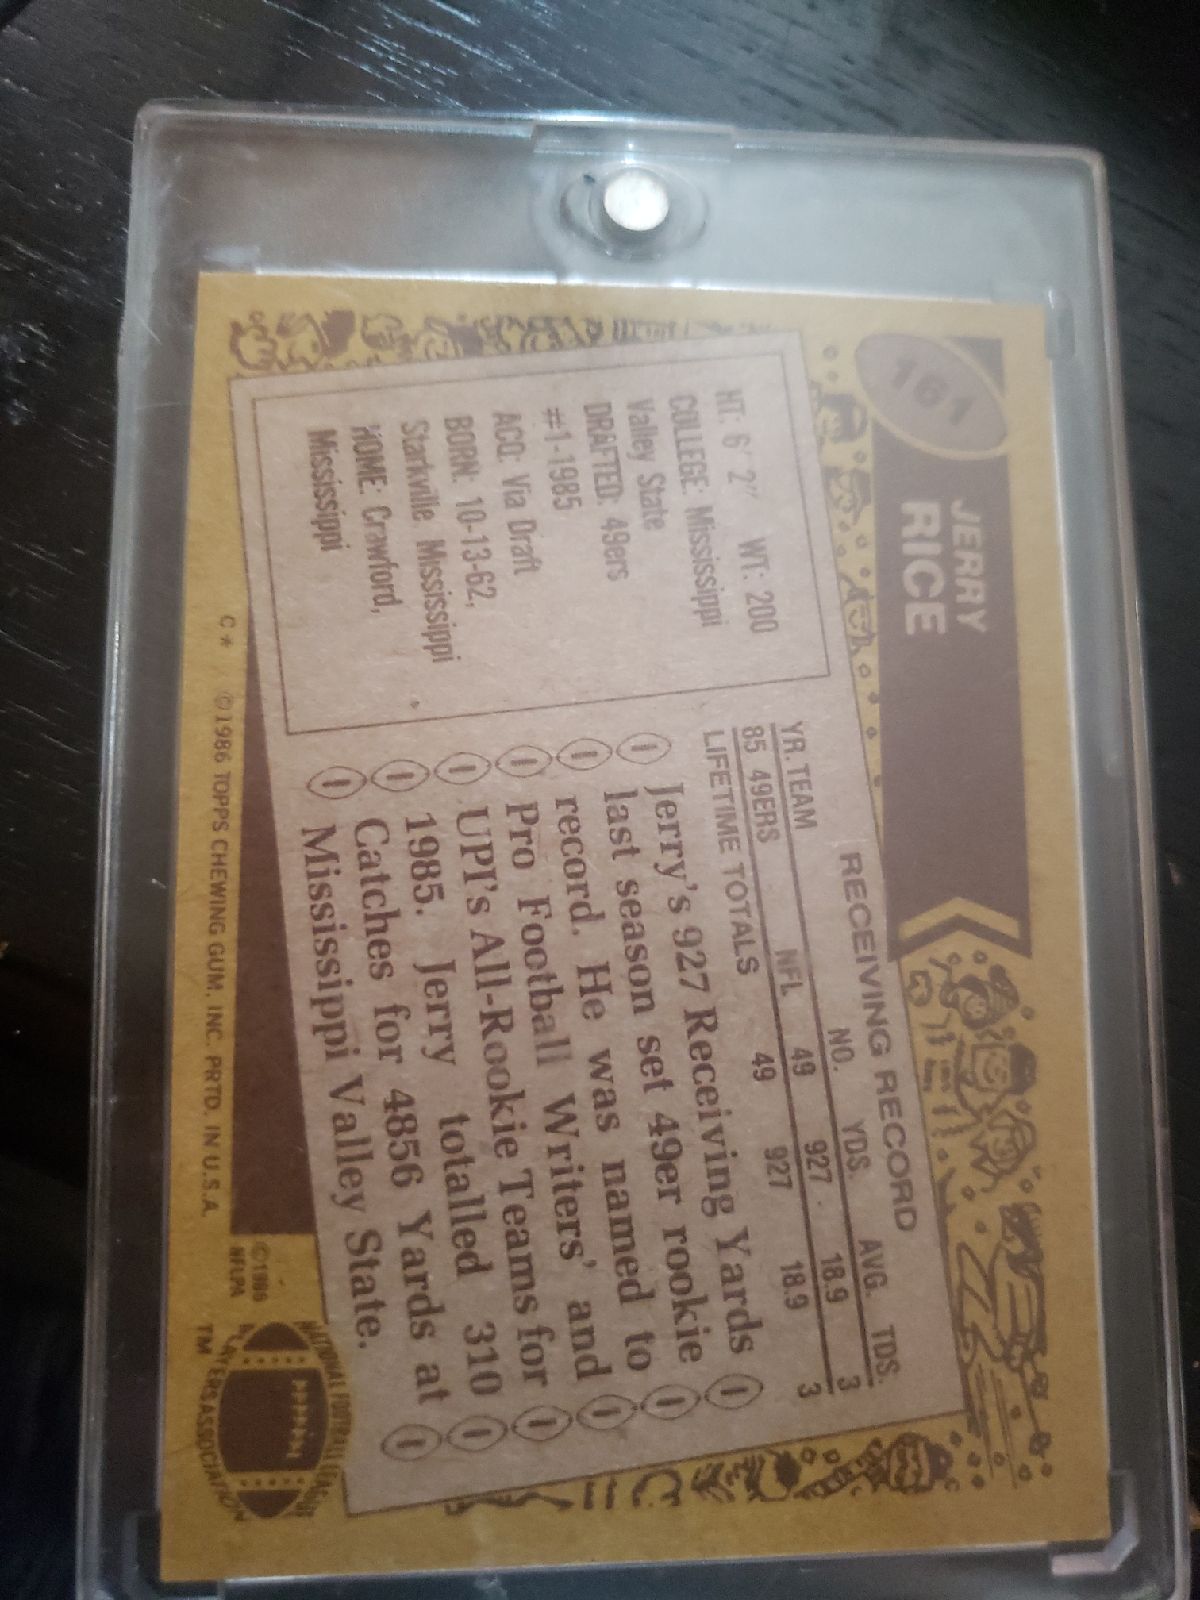 161
JERRY
RICE
HT: 6' 2" WT: 200
COLLEGE: Mississippi
Valley State
DRAFTED: 49ers
#1-1985
ACQ: Via Draft
BORN: 10-13-62,
Starkville Mississippi
HOME: Crawford,
Mississippi
RECEIVING RECORD
YR. TEAM NO. YDS. AVG. TDS.
85 49ERS NFL 49 927 18.9 3
LIFETIME TOTALS 49 927 18.9 3
Jerry's 927 Receiving Yards
last season set 49er rookie
record. He was named to
Pro Football Writers' and
UPI's All-Rookie Teams for
1985. Jerry totalled 310
Catches for 4856 Yards at
Mississippi Valley State.
C* ©1986 TOPPS CHEWING GUM, INC. PRTD. IN U.S.A.
©1986
NFLPA
NATIONAL FOOTBALL LEAGUE
PLAYERS ASSOCIATION
TM